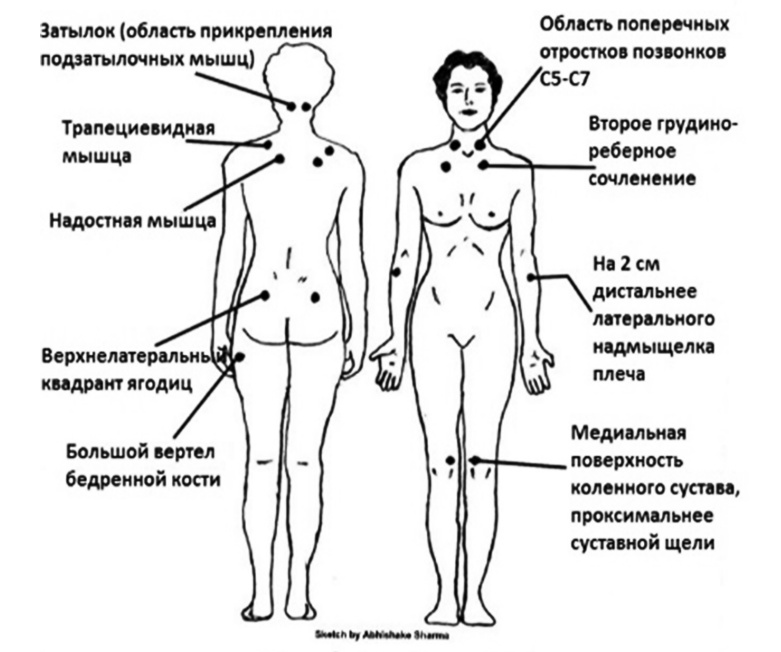 Затылок (область прикрепления
подзатылочных мышц)
Трапециевидная
мышца
Надостная мышца
Верхнелатеральный
квадрант ягодиц
Большой вертел
бедренной кости
Область поперечных
отростков позвонков
С5-С7
Второе грудино-
реберное
сочленение
На 2 см
дистальнее
латерального
надмыщелка
плеча
Медиальная
поверхность
коленного сустава,
проксимальнее
суставной щели
Sketch by Abhishake Sharma